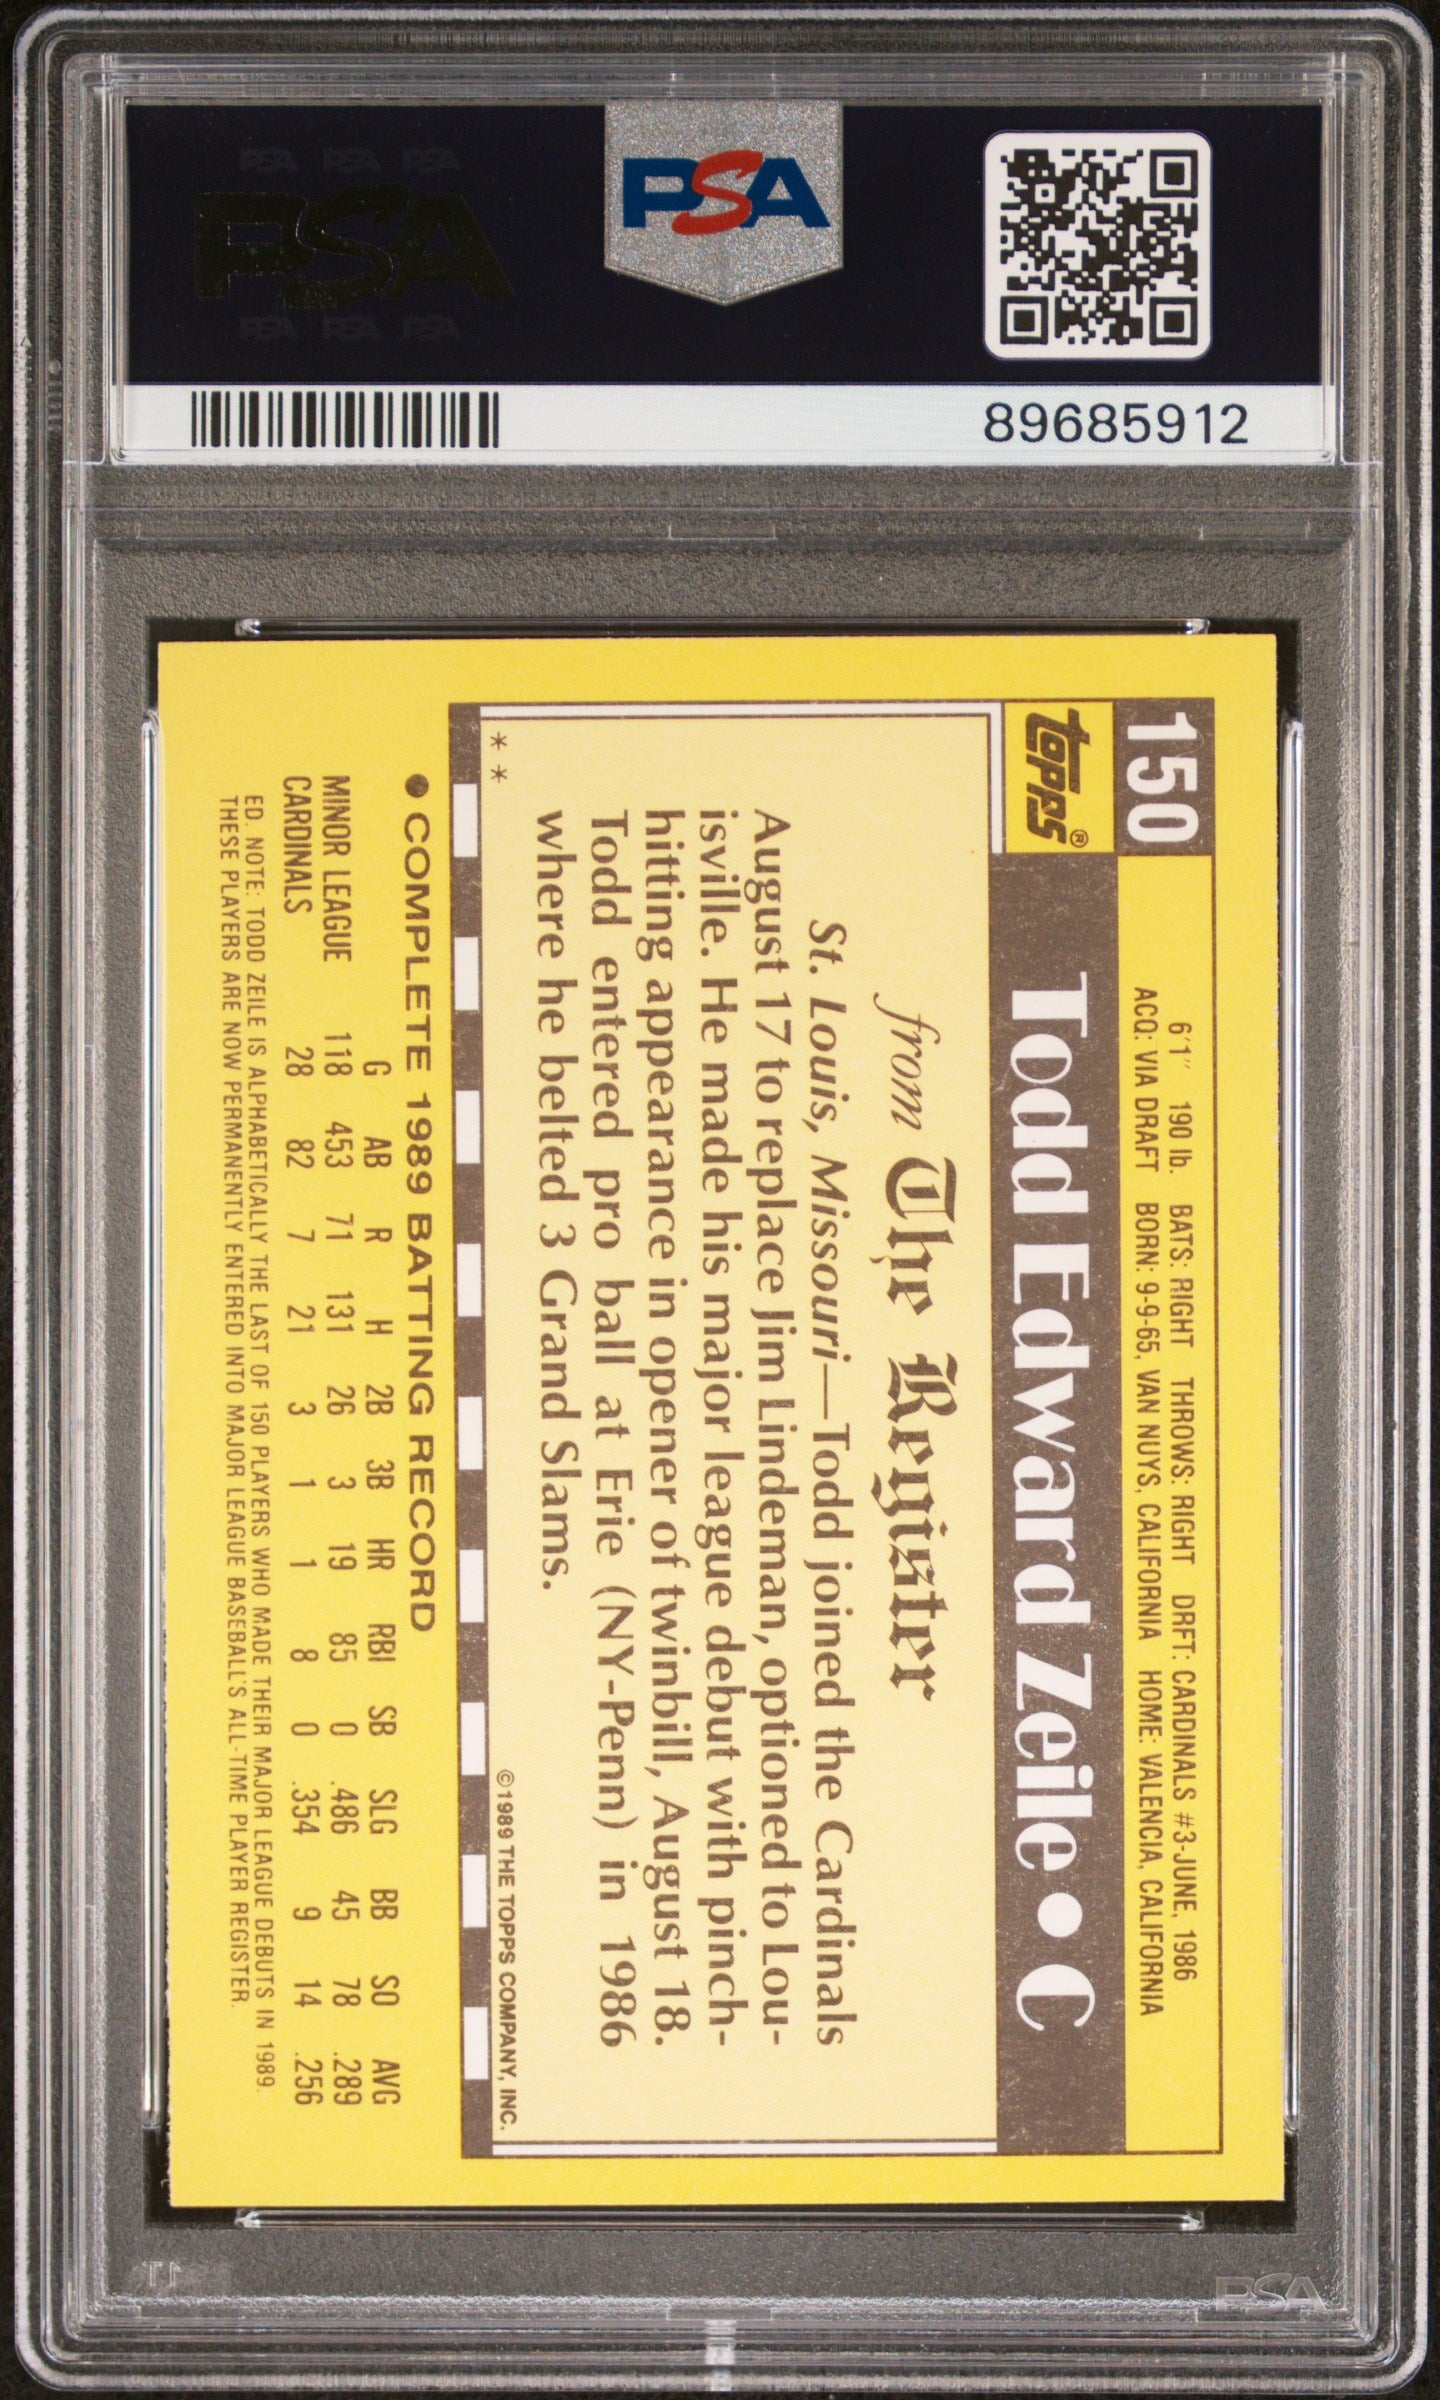 PSA PSA PSA
PSA
PSA PSA PSA
PSA
89685912
150
topps®
6'1" 190 lb. BATS: RIGHT THROWS: RIGHT DRFT: CARDINALS #3-JUNE, 1986
ACQ: VIA DRAFT BORN: 9-9-65, VAN NUYS, CALIFORNIA HOME: VALENCIA, CALIFORNIA
Todd Edward Zeile • C
from The Register
St. Louis, Missouri—Todd joined the Cardinals
August 17 to replace Jim Lindeman, optioned to Lou-
isville. He made his major league debut with pinch-
hitting appearance in opener of twinbill, August 18.
Todd entered pro ball at Erie (NY-Penn) in 1986
where he belted 3 Grand Slams.
* * ©1989 THE TOPPS COMPANY, INC.
● COMPLETE 1989 BATTING RECORD
G AB R H 2B 3B HR RBI SB SLG BB SO AVG
MINOR LEAGUE 118 453 71 131 26 3 19 85 0 .486 45 78 .289
CARDINALS 28 82 7 21 3 1 1 8 0 .354 9 14 .256
ED. NOTE: TODD ZEILE IS ALPHABETICALLY THE LAST OF 150 PLAYERS WHO MADE THEIR MAJOR LEAGUE DEBUTS IN 1989.
THESE PLAYERS ARE NOW PERMANENTLY ENTERED INTO MAJOR LEAGUE BASEBALL'S ALL-TIME PLAYER REGISTER.
PSA